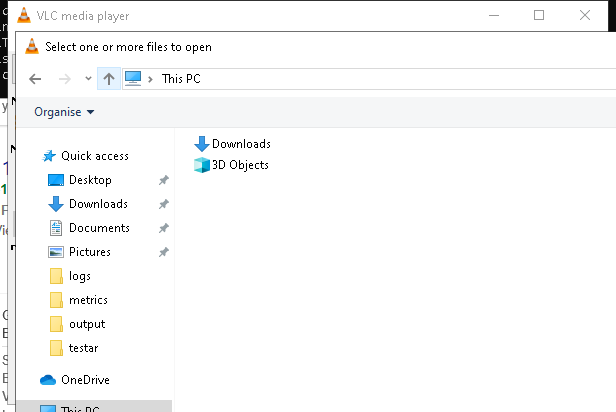 VLC media player
Select one or more files to open
This PC
Organise
Downloads
3D Objects
Quick access
Desktop
Downloads
Documents
Pictures
logs
metrics
output
testar
OneDrive
This PC